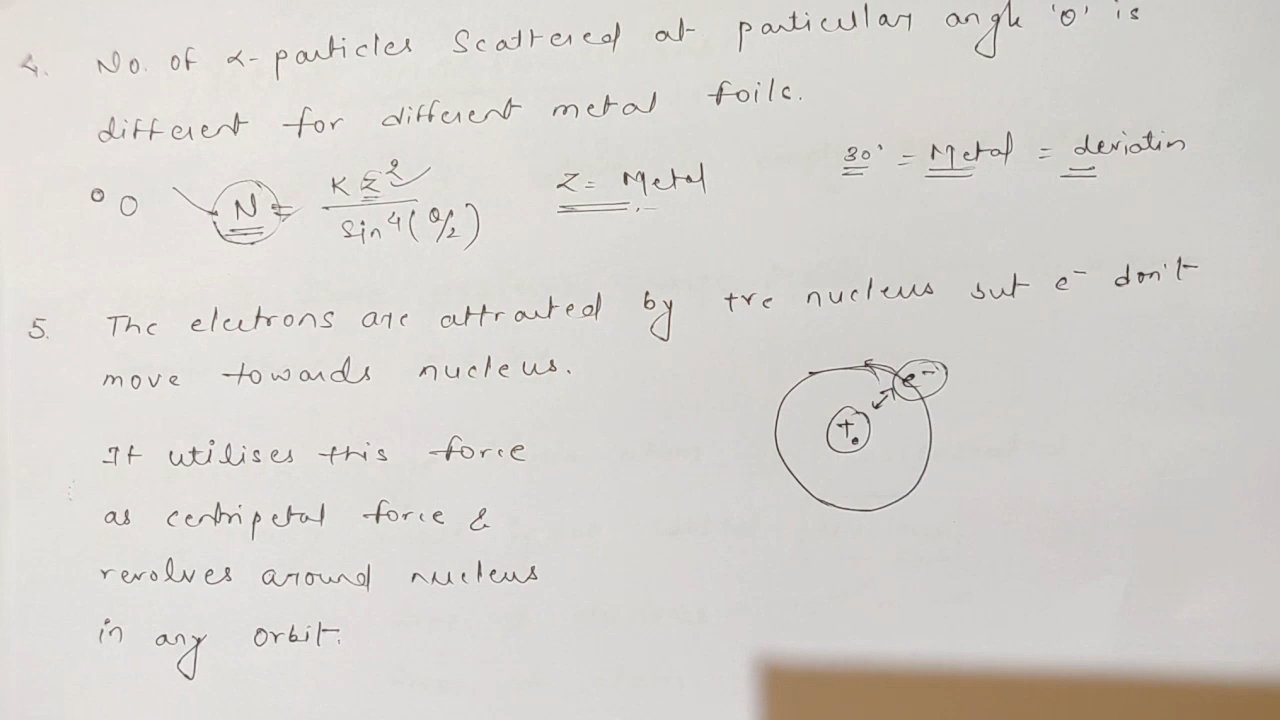 4. No. of α-particles scattered at particular angle 'θ' is
different for different metal foils.
°0 N = KZ²/sin⁴(θ/2) Z = Metal 30° = Metal = deviatin
5. The electrons are attracted by the nucleus but e⁻ don't
move towards nucleus.
e⁻
+
It utilises this force
as centripetal force &
revolves around nucleus
in any orbit.